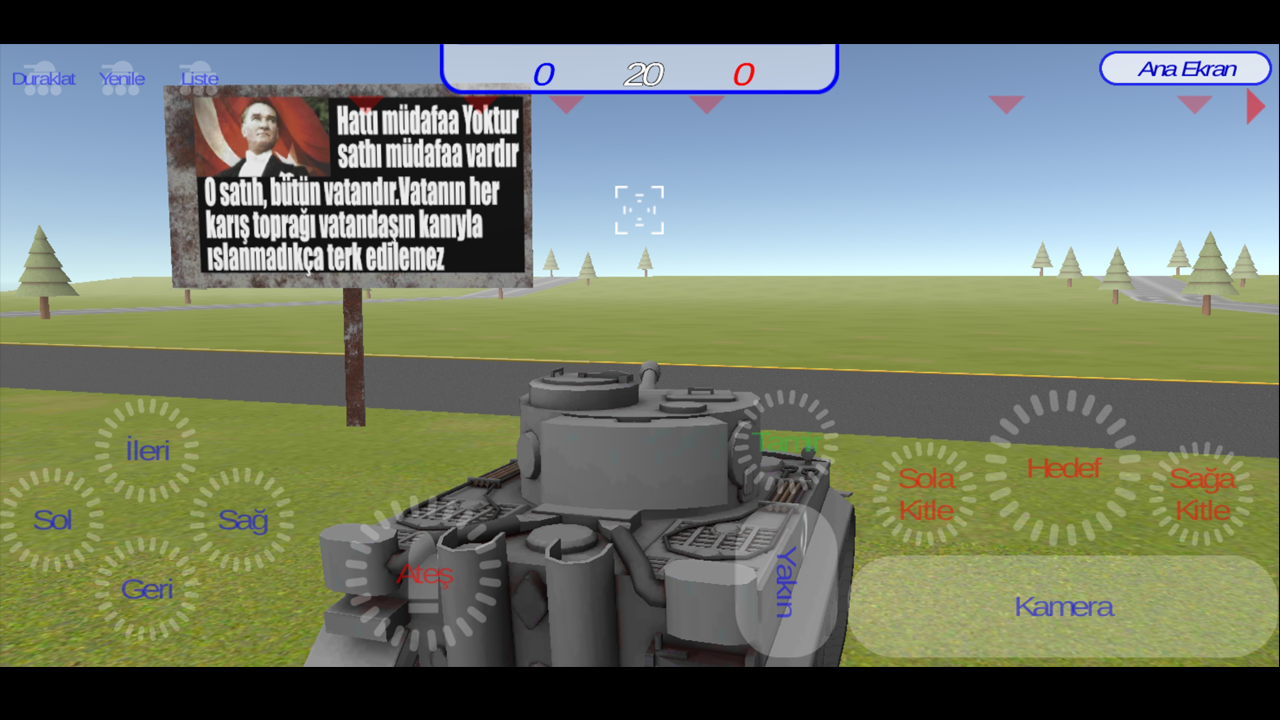 Duraklat Yenile Liste
0 20 0
Ana Ekran
Hattı müdafaa Yoktur
sathı müdafaa vardır
O satıh, bütün vatandır.Vatanın her
karış toprağı vatandaşın kanıyla
ıslanmadıkça terk edilemez
İleri
Sol
Sağ
Geri
Ateş
Tamir
Yakın
Sola
Kitle
Hedef
Sağa
Kitle
Kamera